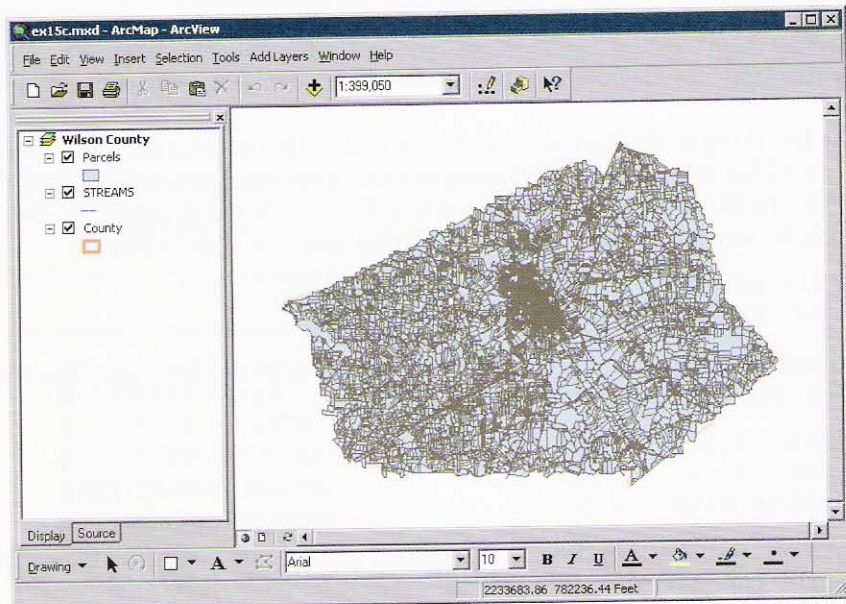 ex15c.mxd - ArcMap - ArcView
File Edit View Insert Selection Tools Add Layers Window Help
1:399,050
Wilson County
Parcels
STREAMS
County
Display Source
Drawing A Arial 10 B I U A
2233683.86 782236.44 Feet